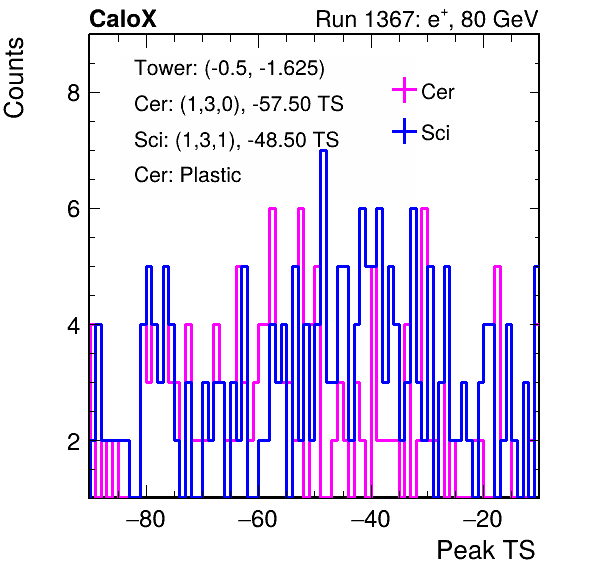 CaloX Run 1367: e⁺, 80 GeV
Counts
Tower: (-0.5, -1.625)
Cer: (1,3,0), -57.50 TS
Sci: (1,3,1), -48.50 TS
Cer: Plastic
Cer
Sci
8
6
4
2
−80 −60 −40 −20
Peak TS